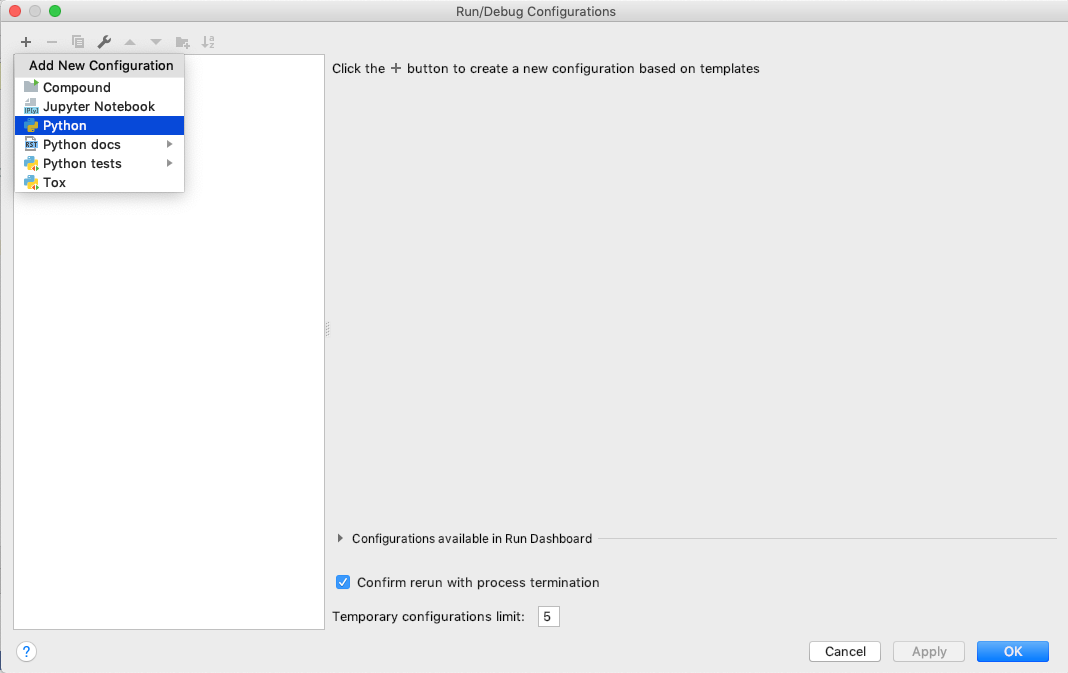 Run/Debug Configurations
Add New Configuration
Click the + button to create a new configuration based on templates
Compound
Jupyter Notebook
Python
Python docs
Python tests
Tox
Configurations available in Run Dashboard
Confirm rerun with process termination
Temporary configurations limit: 5
? Cancel Apply OK